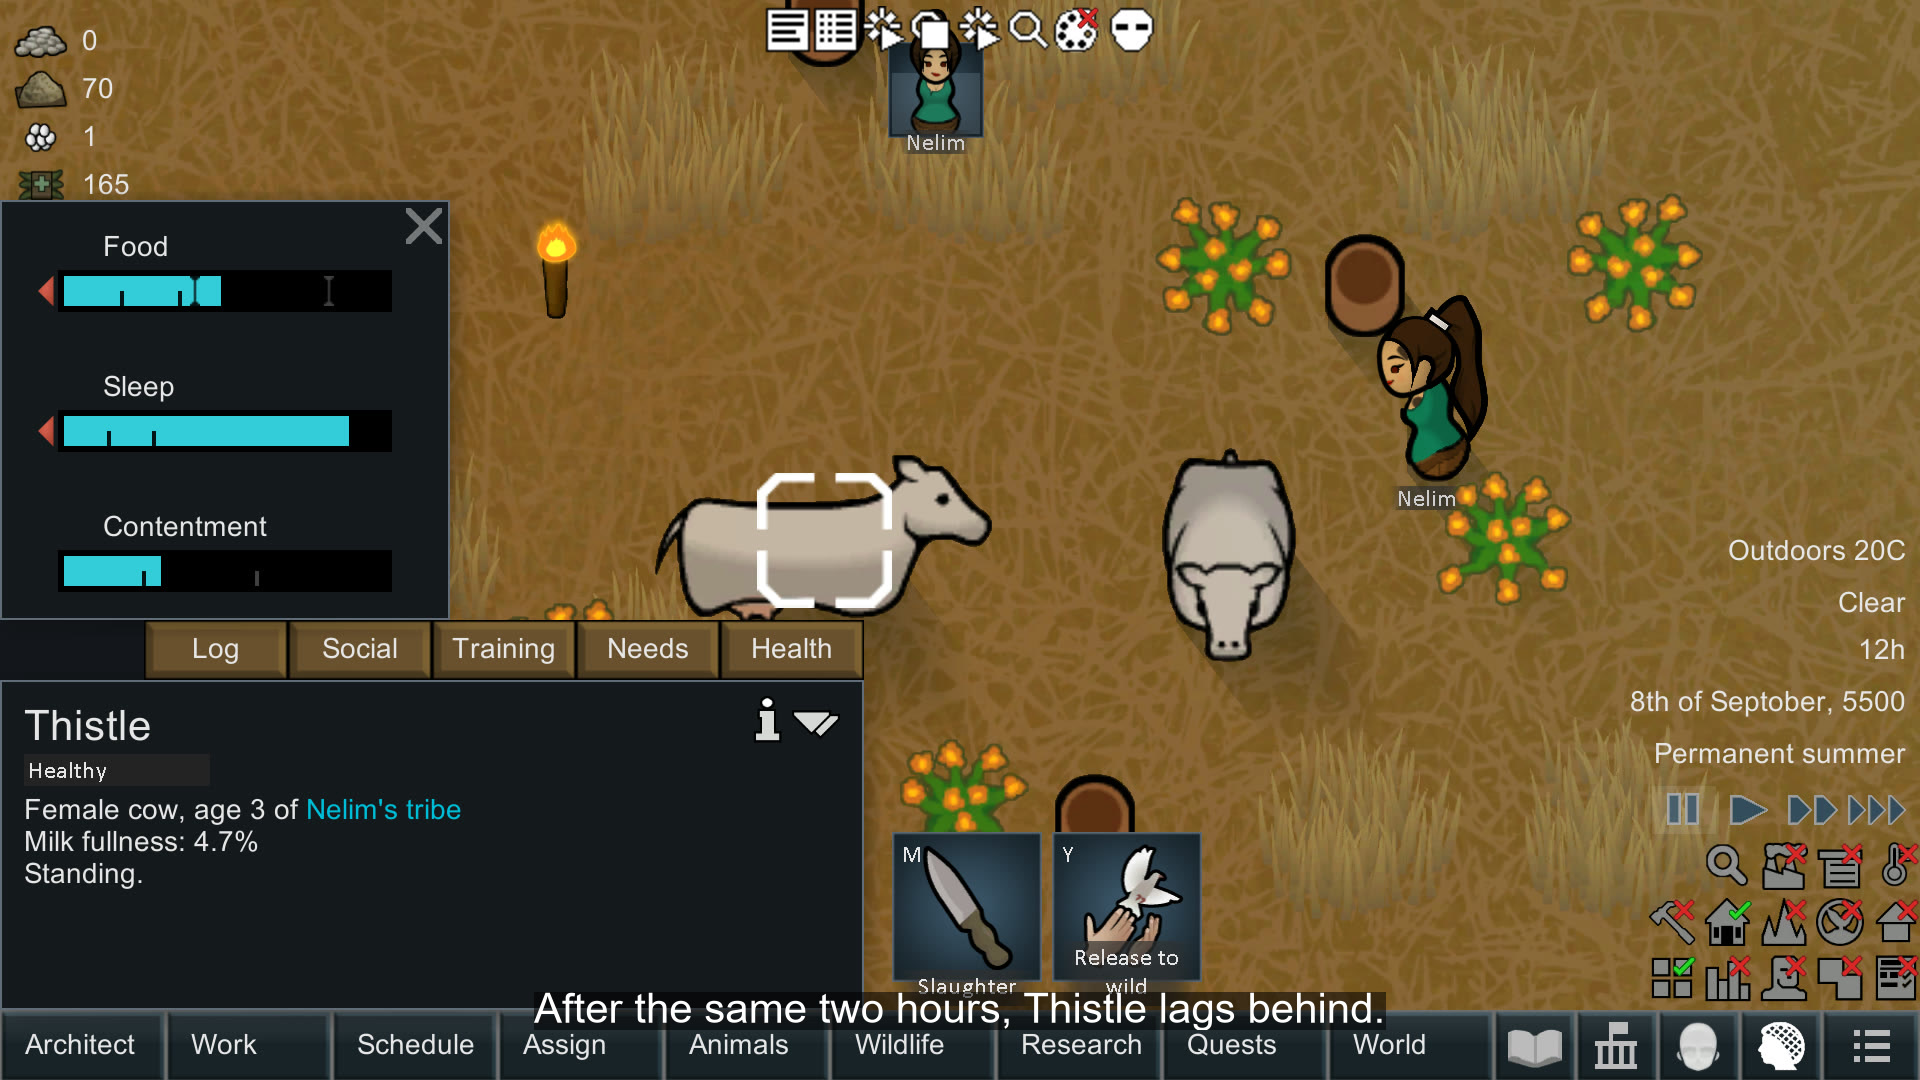 0
70
1
165
Nelim
Food
Sleep
Contentment
Nelim
Outdoors 20C
Clear
12h
8th of Septober, 5500
Permanent summer
Log Social Training Needs Health
Thistle
Healthy
Female cow, age 3 of Nelim's tribe
Milk fullness: 4.7%
Standing.
M
Slaughter
Y
Release to
wild
After the same two hours, Thistle lags behind.
Architect Work Schedule Assign Animals Wildlife Research Quests World